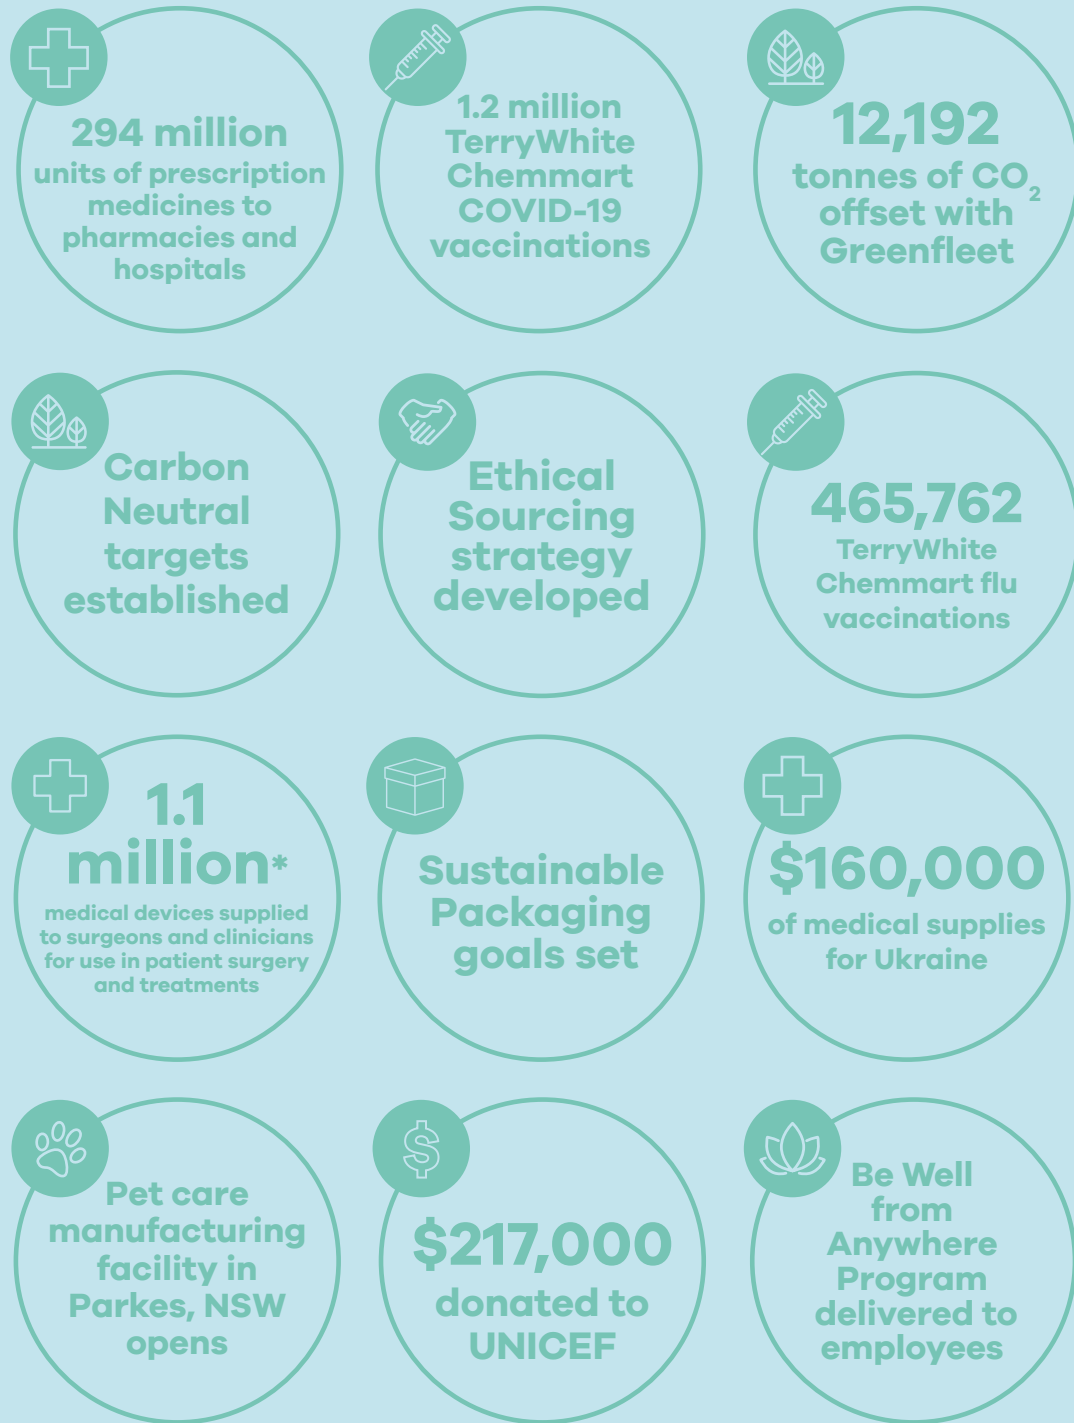 294 million
units of prescription
medicines to
pharmacies and
hospitals
1.2 million
TerryWhite
Chemmart
COVID-19
vaccinations
12,192
tonnes of CO2
offset with
Greenfleet
Carbon
Neutral
targets
established
Ethical
Sourcing
strategy
developed
465,762
TerryWhite
Chemmart flu
vaccinations
1.1
million*
medical devices supplied
to surgeons and clinicians
for use in patient surgery
and treatments
Sustainable
Packaging
goals set
$160,000
of medical supplies
for Ukraine
Pet care
manufacturing
facility in
Parkes, NSW
opens
$
$217,000
donated to
UNICEF
Be Well
from
Anywhere
Program
delivered to
employees